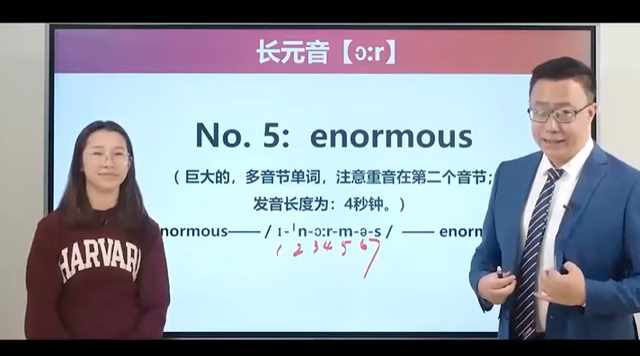 长元音【ɔ:r】
No. 5: enormous
（巨大的，多音节单词，注意重音在第二个音节；
发音长度为：4秒钟。）
normous—— / ɪ-ˈn-ɔ:r-m-ə-s / —— enorm
1 2 3 4 5 6 7
HARVAR